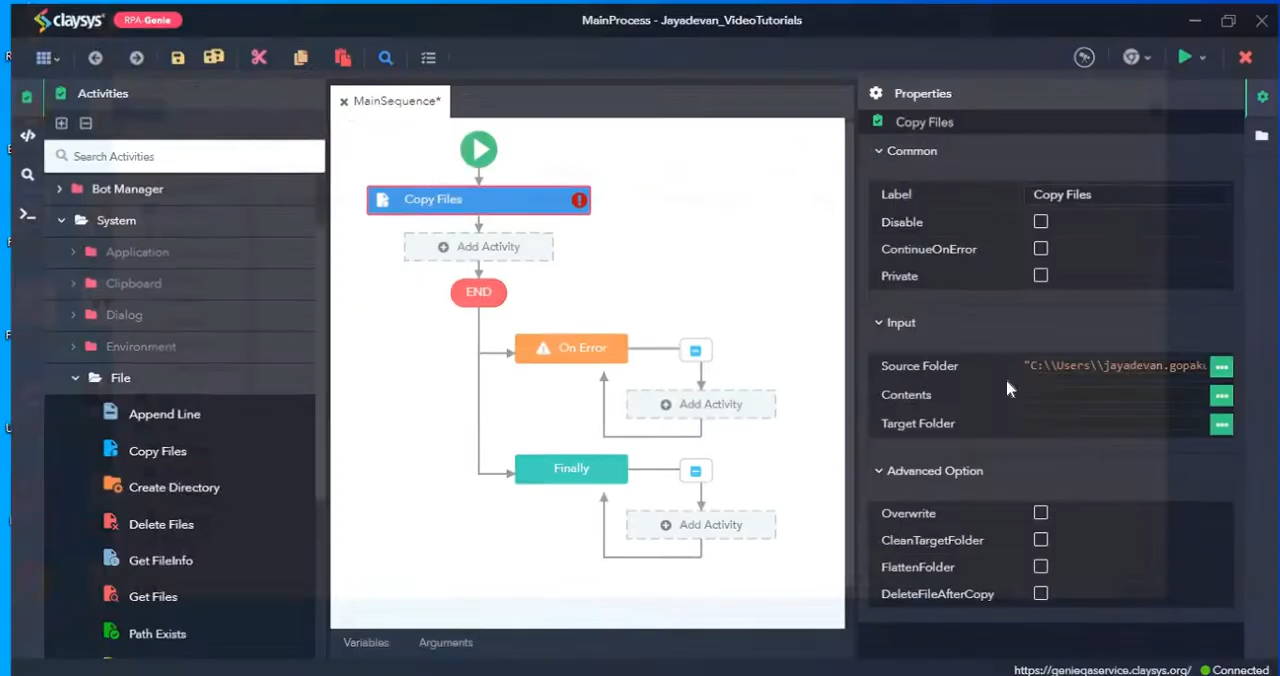 claysys RPA-Genie
MainProcess - Jayadevan_VideoTutorials
Activities
Search Activities
Bot Manager
System
Application
Clipboard
Dialog
Environment
File
Append Line
Copy Files
Create Directory
Delete Files
Get FileInfo
Get Files
Path Exists
MainSequence*
Copy Files
Add Activity
END
On Error
Add Activity
Finally
Add Activity
Variables Arguments
Properties
Copy Files
Common
Label Copy Files
Disable
ContinueOnError
Private
Input
Source Folder "C:\\Users\\jayadevan.gopaku
Contents
Target Folder
Advanced Option
Overwrite
CleanTargetFolder
FlattenFolder
DeleteFileAfterCopy
https://genieqaservice.claysys.org/ Connected